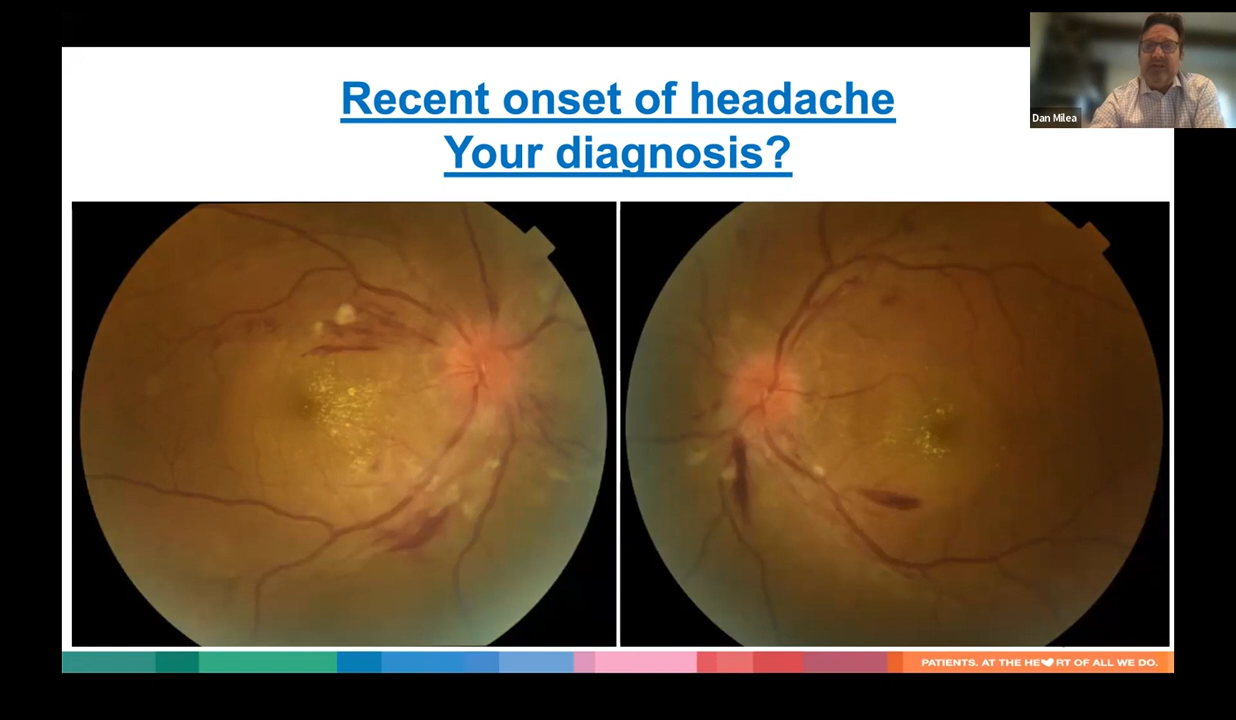 Recent onset of headache
Your diagnosis?
Dan Milea
PATIENTS. AT THE HE RT OF ALL WE DO.